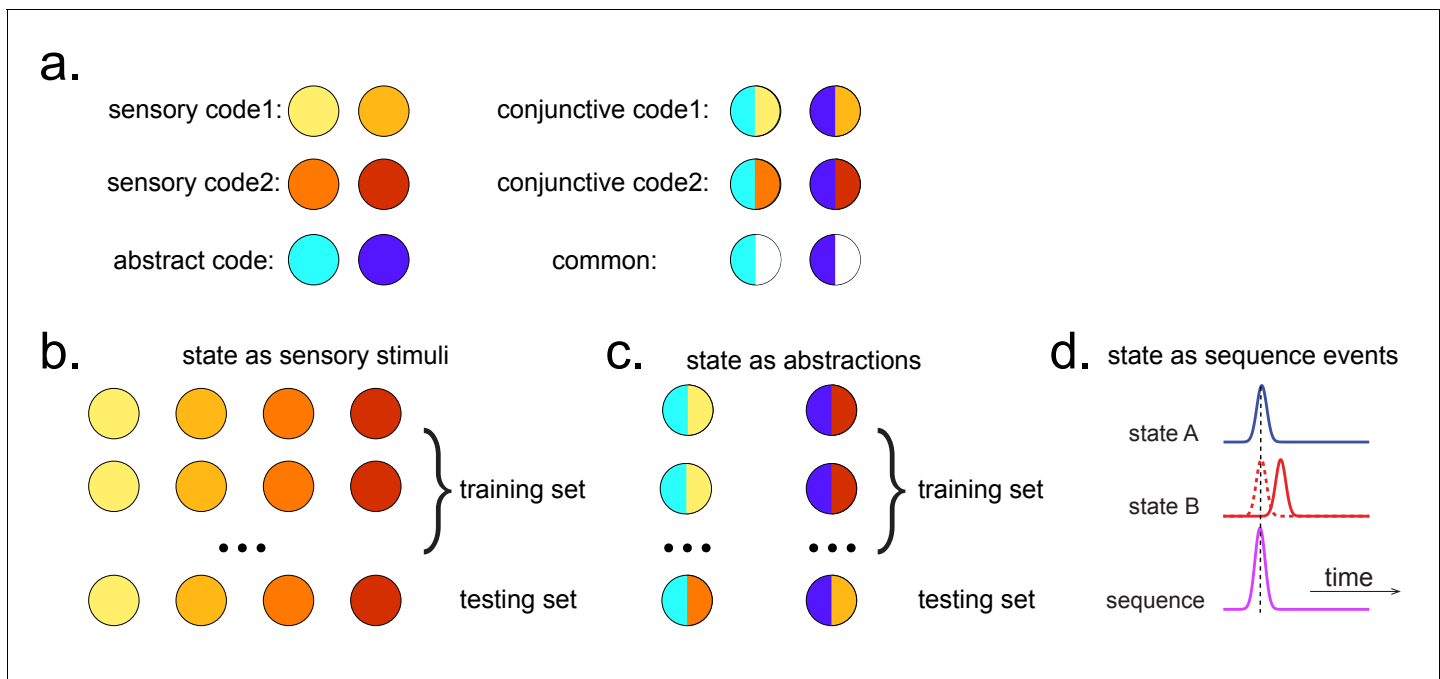 a.
sensory code1:
conjunctive code1:
sensory code2:
conjunctive code2:
abstract code:
common:
b.
state as sensory stimuli
training set
testing set
c.
state as abstractions
training set
testing set
d.
state as sequence events
state A
state B
sequence
time